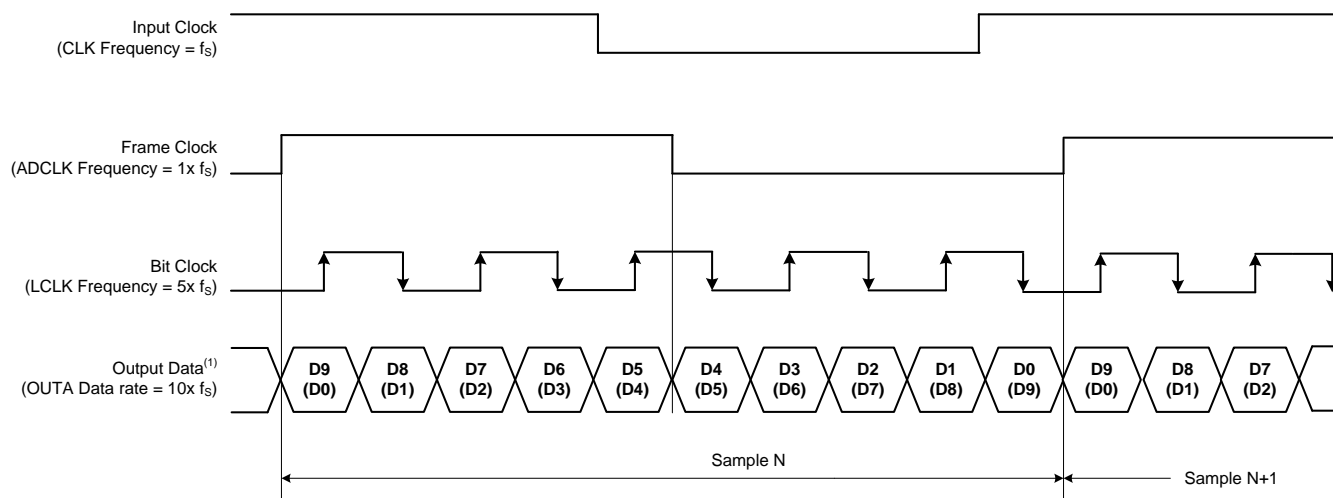 Input Clock
(CLK Frequency = fS)
Frame Clock
(ADCLK Frequency = 1x fS)
Bit Clock
(LCLK Frequency = 5x fS)
Output Data(1)
(OUTA Data rate = 10x fS)
D9 D8 D7 D6 D5 D4 D3 D2 D1 D0 D9 D8 D7
(D0) (D1) (D2) (D3) (D4) (D5) (D6) (D7) (D8) (D9) (D0) (D1) (D2)
Sample N
Sample N+1